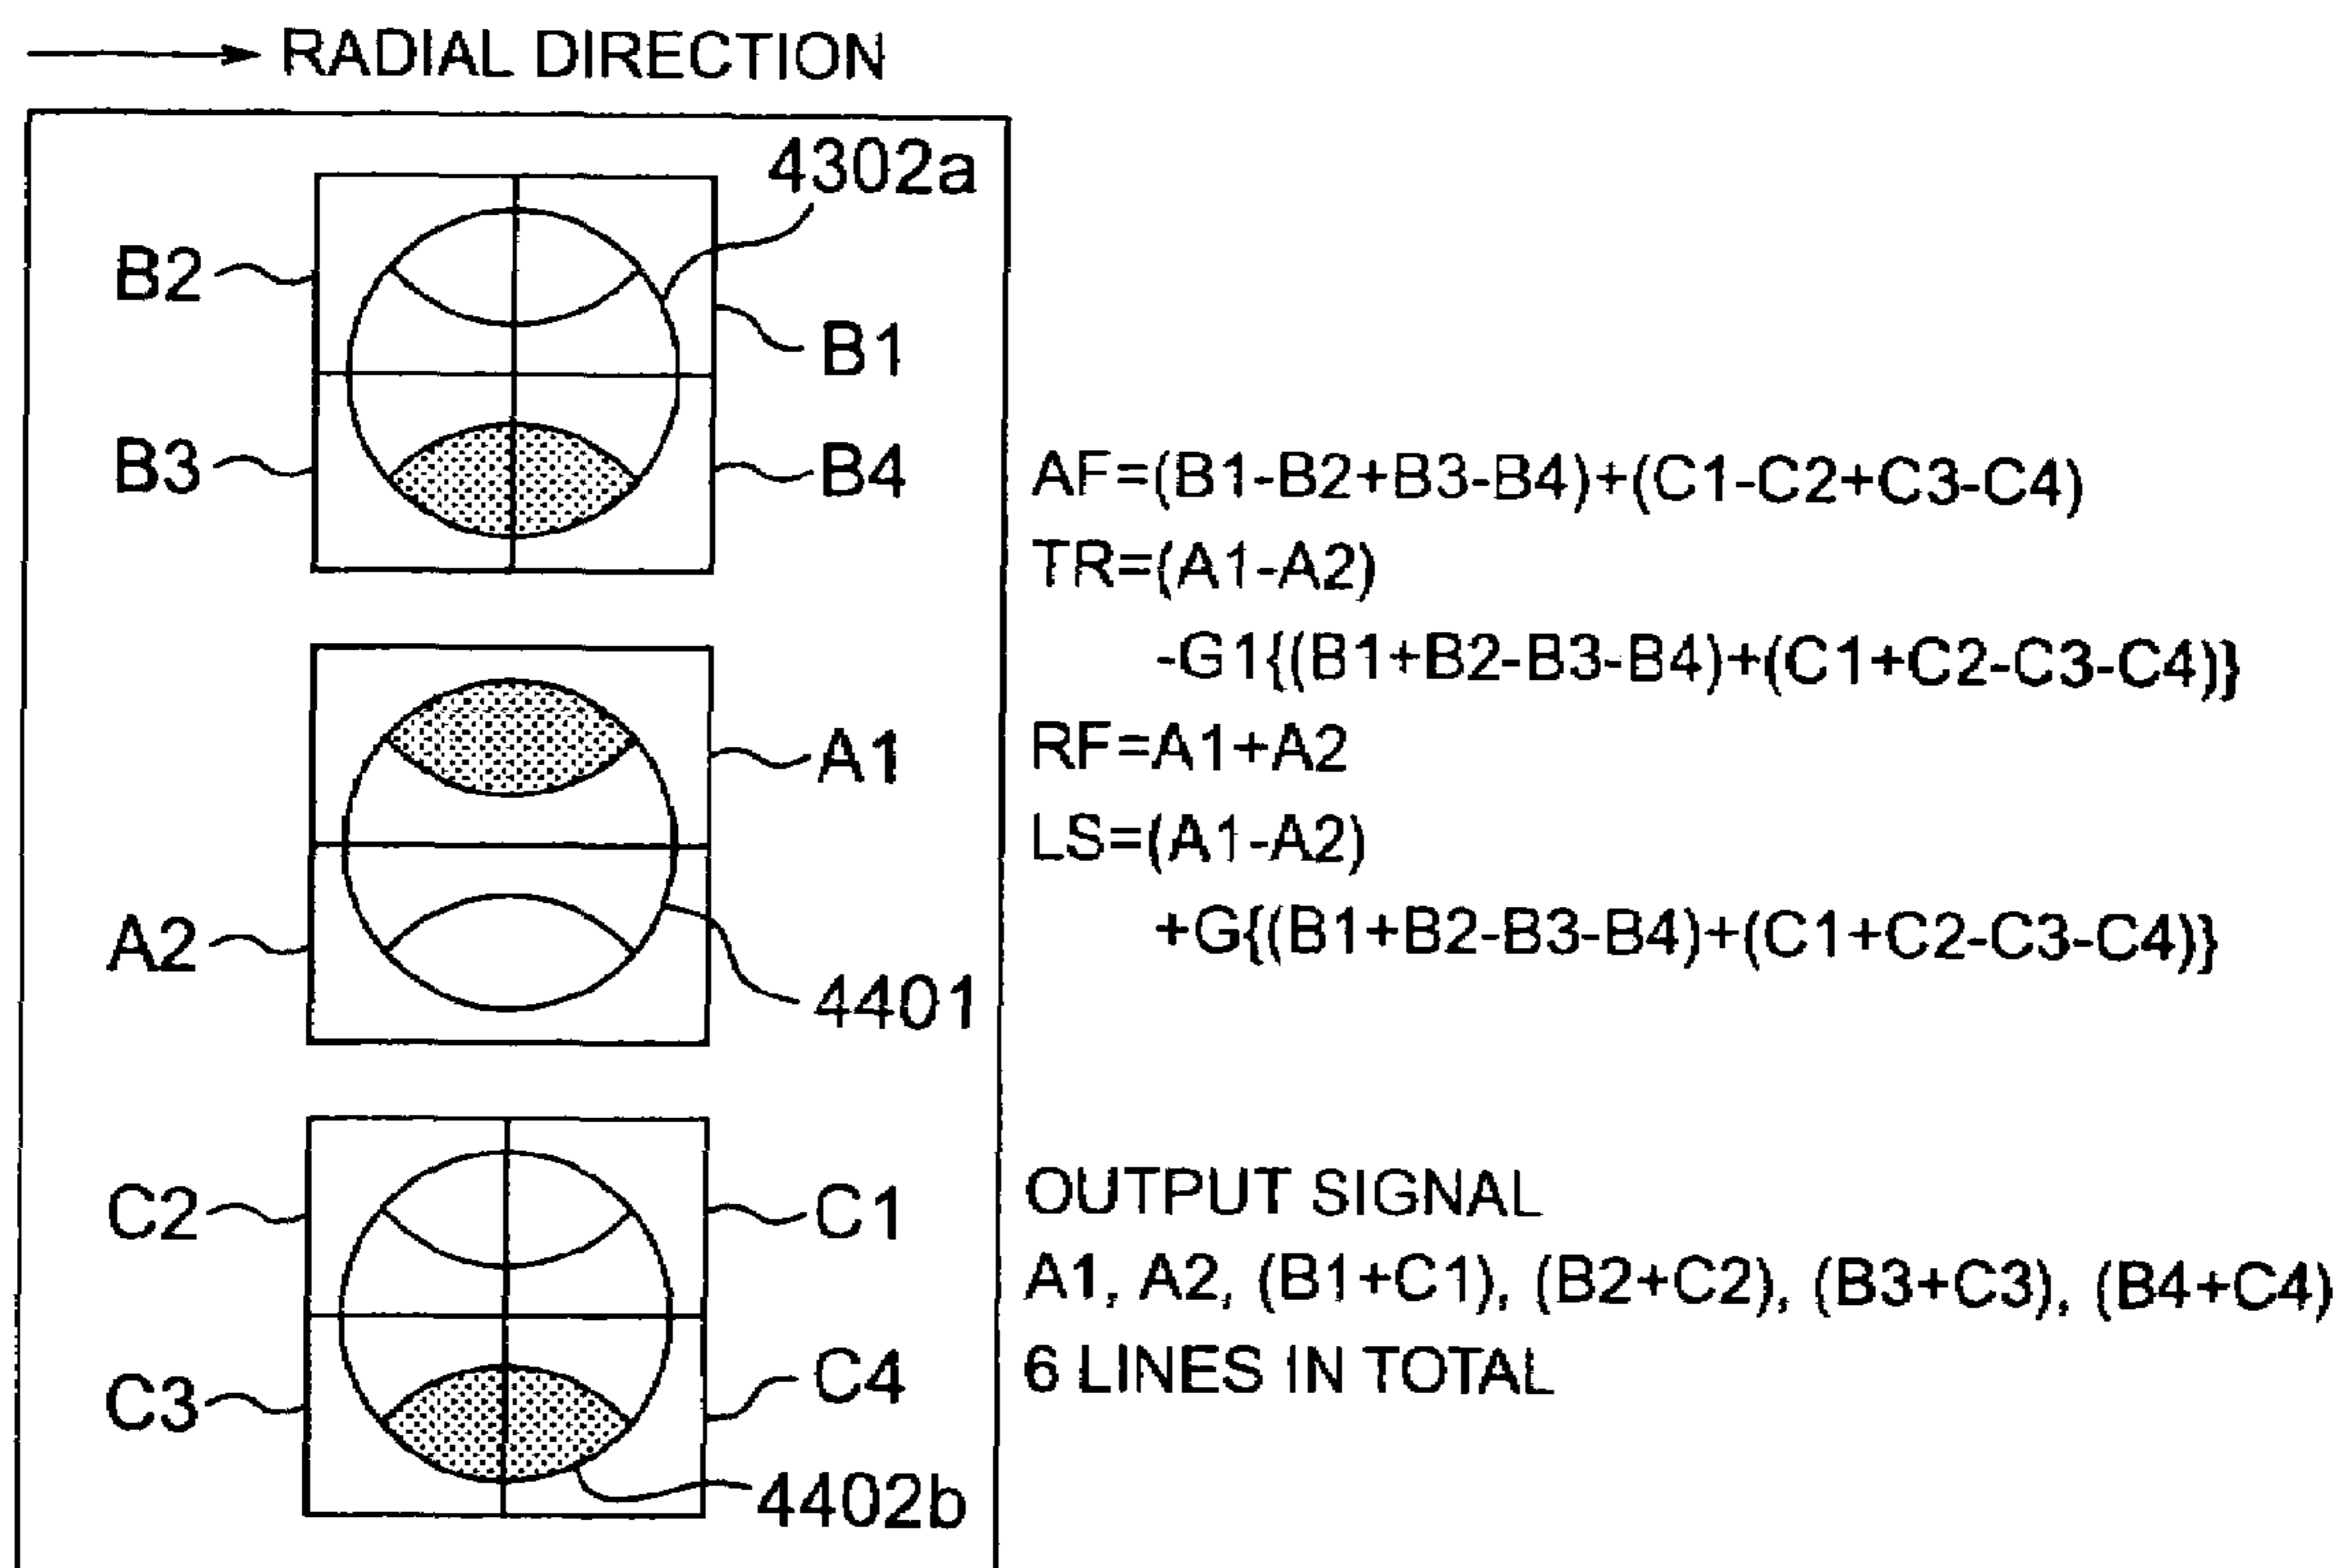 RADIAL DIRECTION
4302a
B2
B1
B3
B4
A1
A2
4401
C2
C1
C3
C4
4402b
AF=(B1-B2+B3-B4)+(C1-C2+C3-C4)
TR=(A1-A2)
-G1{(B1+B2-B3-B4)+(C1+C2-C3-C4)}
RF=A1+A2
LS=(A1-A2)
+G{(B1+B2-B3-B4)+(C1+C2-C3-C4)}
OUTPUT SIGNAL
A1, A2, (B1+C1), (B2+C2), (B3+C3), (B4+C4)
6 LINES IN TOTAL